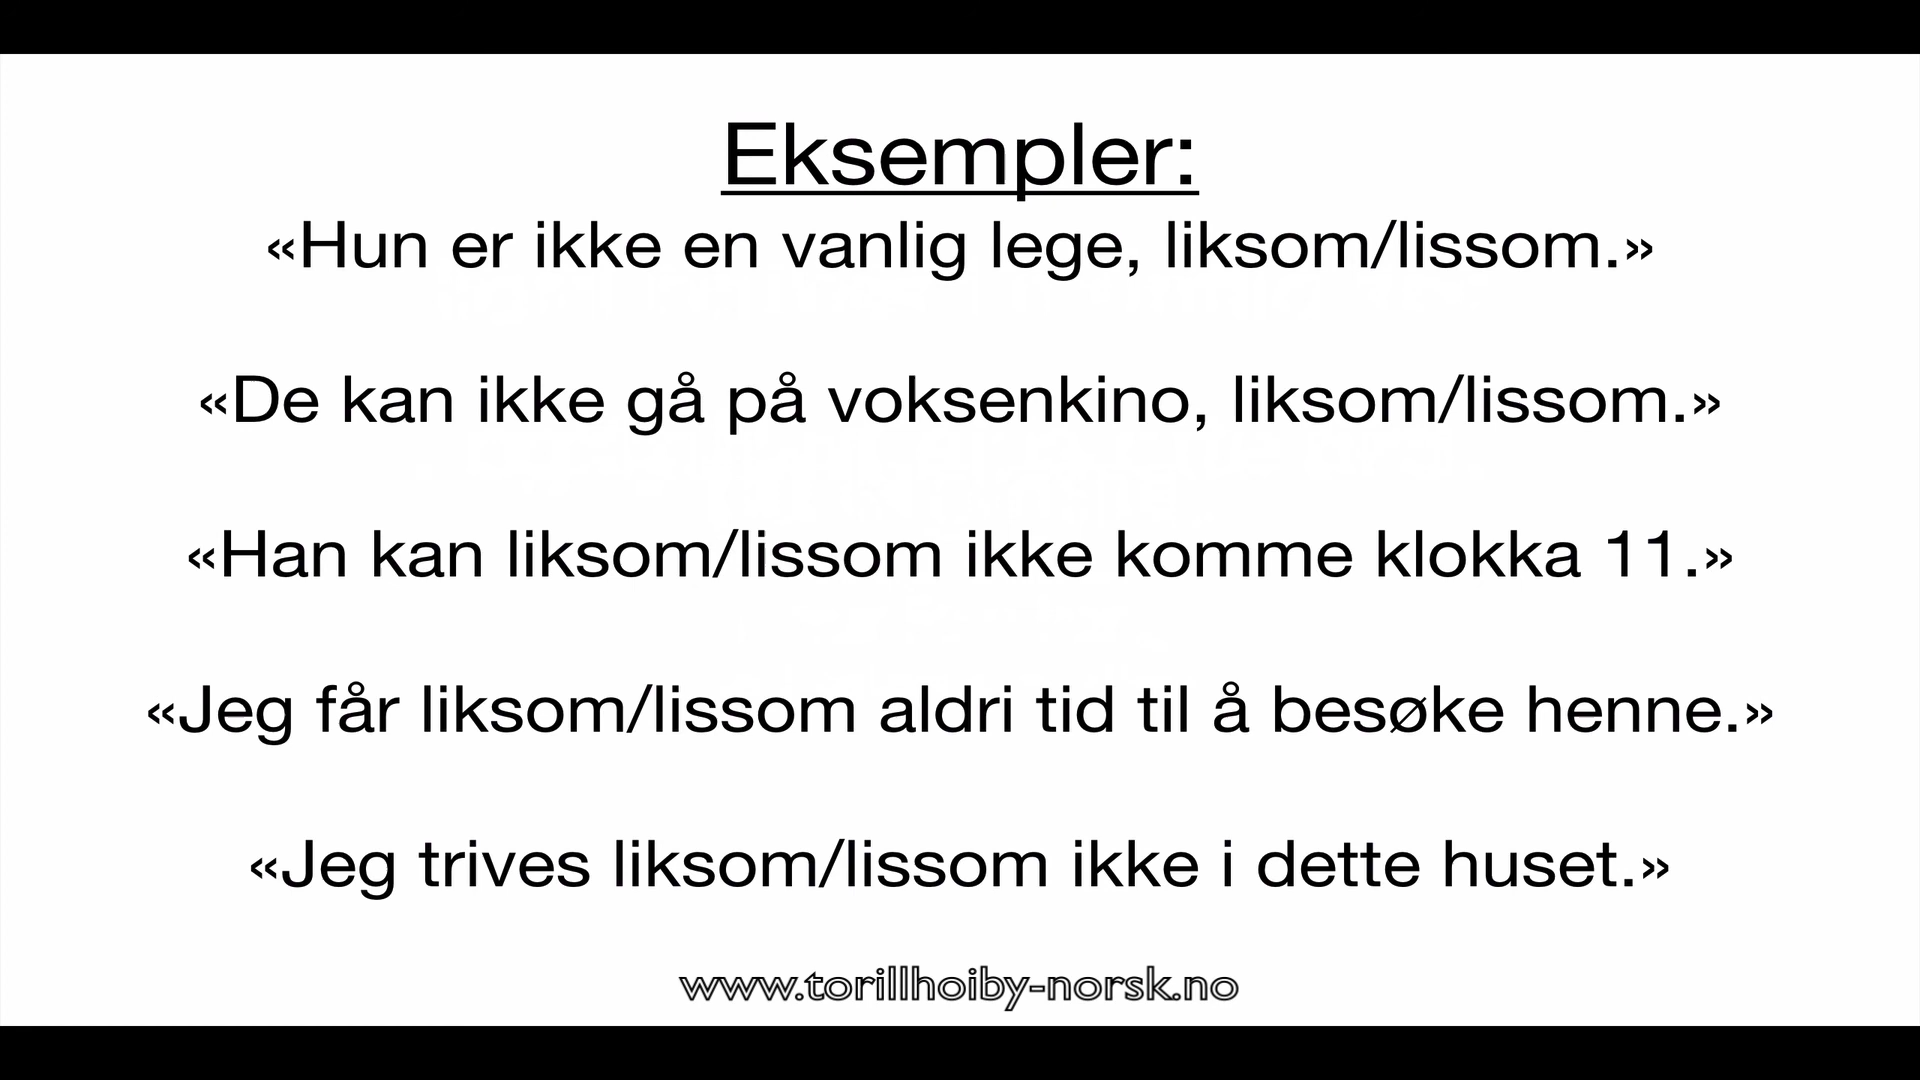 Eksempler:
«Hun er ikke en vanlig lege, liksom/lissom.»
«De kan ikke gå på voksenkino, liksom/lissom.»
«Han kan liksom/lissom ikke komme klokka 11.»
«Jeg får liksom/lissom aldri tid til å besøke henne.»
«Jeg trives liksom/lissom ikke i dette huset.»
www.torillhoiby-norsk.no